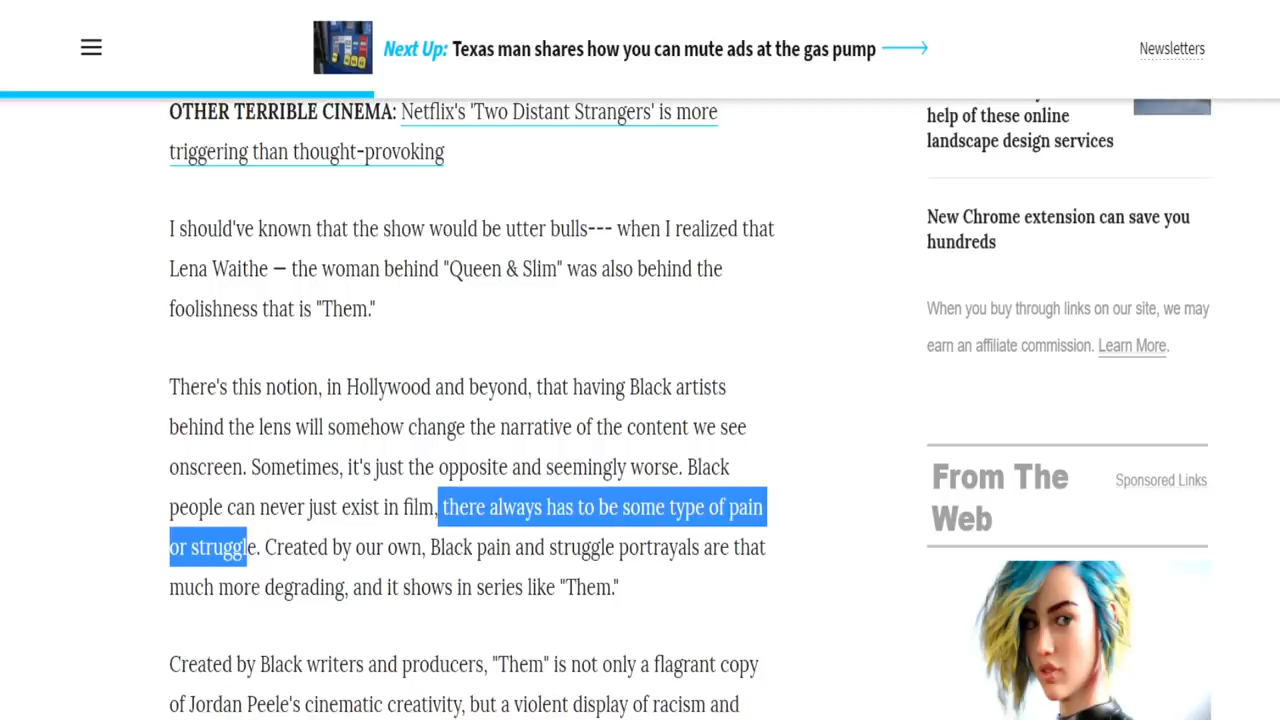 Next Up: Texas man shares how you can mute ads at the gas pump
Newsletters
OTHER TERRIBLE CINEMA: Netflix's 'Two Distant Strangers' is more
triggering than thought-provoking
I should've known that the show would be utter bulls--- when I realized that
Lena Waithe — the woman behind "Queen & Slim" was also behind the
foolishness that is "Them."
There's this notion, in Hollywood and beyond, that having Black artists
behind the lens will somehow change the narrative of the content we see
onscreen. Sometimes, it's just the opposite and seemingly worse. Black
people can never just exist in film, there always has to be some type of pain
or struggle. Created by our own, Black pain and struggle portrayals are that
much more degrading, and it shows in series like "Them."
Created by Black writers and producers, "Them" is not only a flagrant copy
of Jordan Peele's cinematic creativity, but a violent display of racism and
help of these online
landscape design services
New Chrome extension can save you
hundreds
When you buy through links on our site, we may
earn an affiliate commission. Learn More.
From The
Web
Sponsored Links